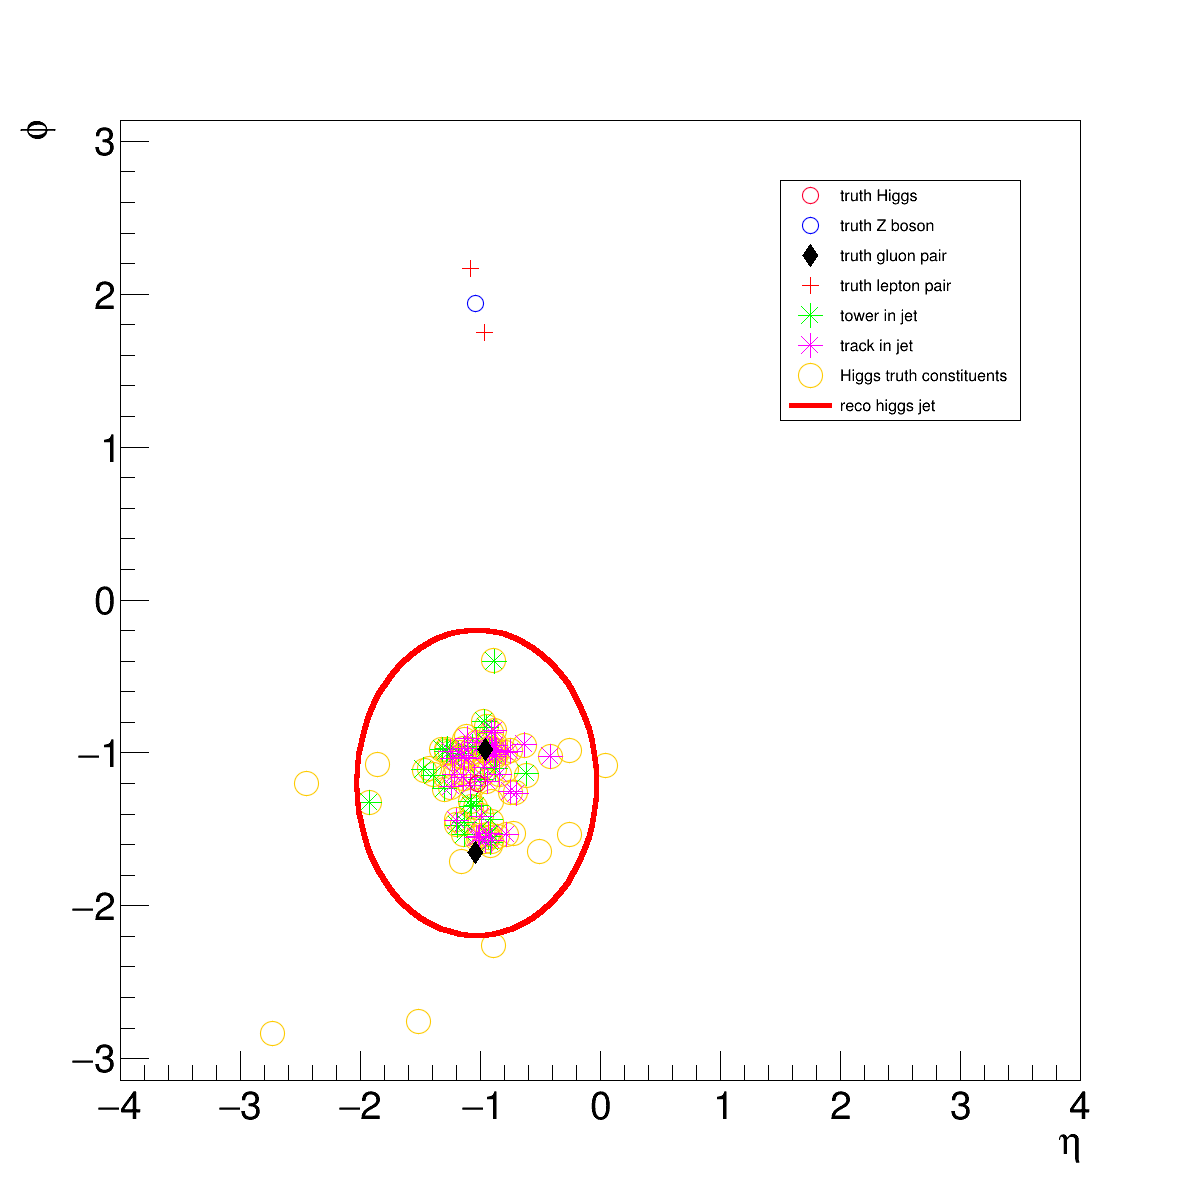 ϕ
3
2
1
0
−1
−2
−3
truth Higgs
truth Z boson
truth gluon pair
truth lepton pair
tower in jet
track in jet
Higgs truth constituents
reco higgs jet
−4 −3 −2 −1 0 1 2 3 4
η